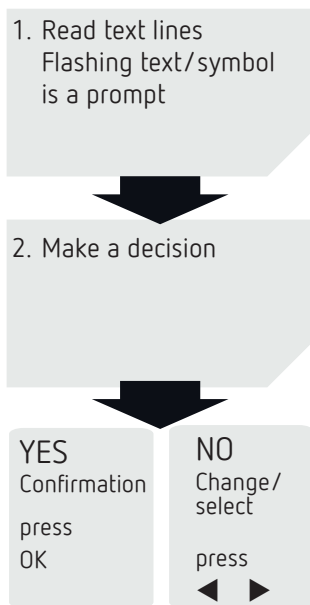 1. Read text lines
Flashing text/symbol
is a prompt
2. Make a decision
YES
Confirmation
press
OK
NO
Change/
select
press
◀ ▶